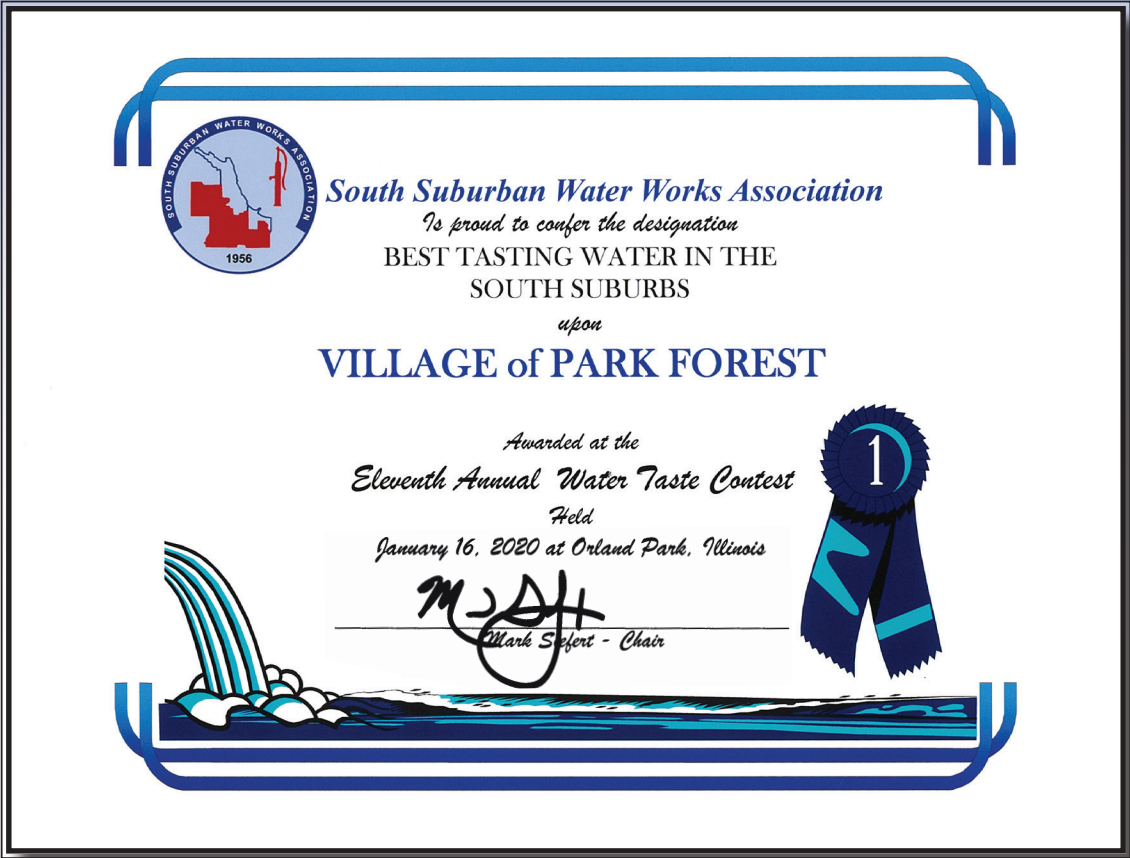 SOUTH SUBURBAN WATER WORKS ASSOCIATION
1956
South Suburban Water Works Association
Is proud to confer the designation
BEST TASTING WATER IN THE
SOUTH SUBURBS
upon
VILLAGE of PARK FOREST
Awarded at the
Eleventh Annual Water Taste Contest
Held
January 16, 2020 at Orland Park, Illinois
Mark Siefert - Chair
1